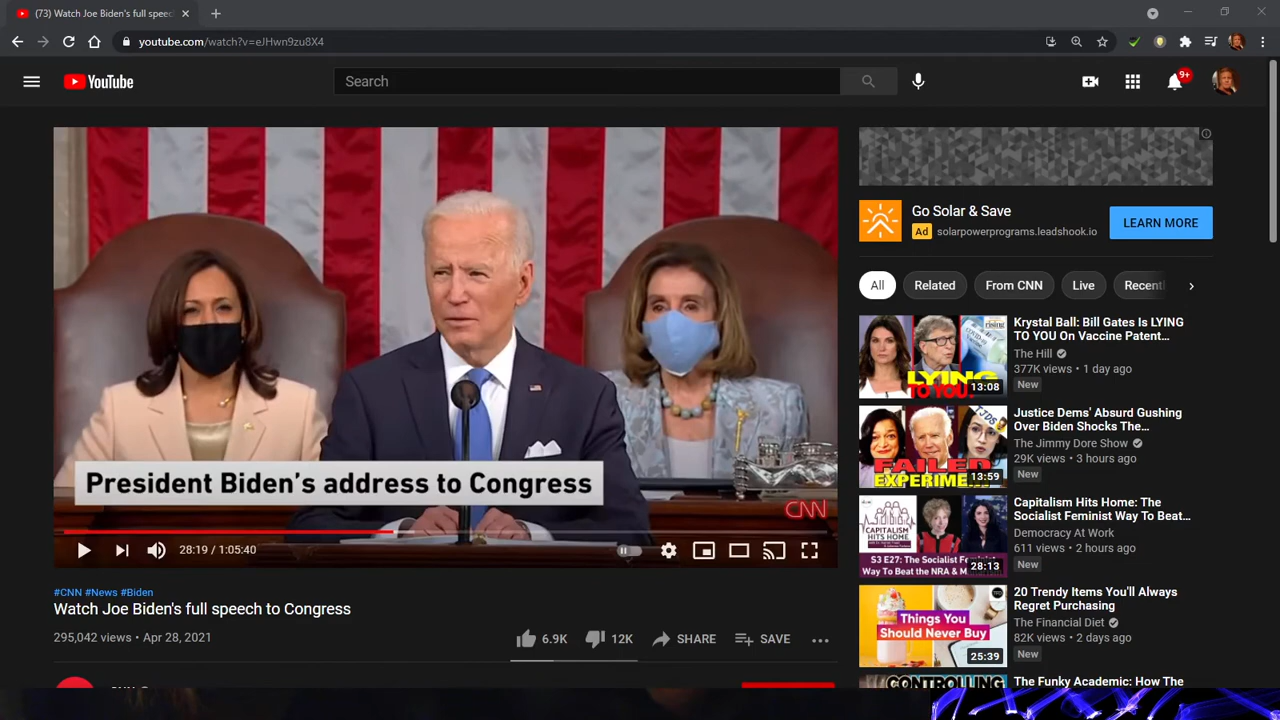 (73) Watch Joe Biden's full speec
youtube.com/watch?v=eJHwn9zu8X4
YouTube
Search
9+
President Biden's address to Congress
CNN
28:19 / 1:05:40
#CNN #News #Biden
Watch Joe Biden's full speech to Congress
295,042 views • Apr 28, 2021
6.9K
12K
SHARE
SAVE
Go Solar & Save
Ad solarpowerprograms.leadshook.io
LEARN MORE
All
Related
From CNN
Live
Recent
rising
LYING
TO YOU.
13:08
Krystal Ball: Bill Gates Is LYING
TO YOU On Vaccine Patent…
The Hill
377K views • 1 day ago
New
FAILED
EXPERIME
13:59
Justice Dems' Absurd Gushing
Over Biden Shocks The…
The Jimmy Dore Show
29K views • 3 hours ago
New
CAPITALISM
HITS HOME
S3 E27: The Socialist Feminist
Way To Beat the NRA & M
28:13
Capitalism Hits Home: The
Socialist Feminist Way To Beat…
Democracy At Work
611 views • 2 hours ago
New
Things You
Should Never Buy
25:39
20 Trendy Items You'll Always
Regret Purchasing
The Financial Diet
82K views • 2 days ago
New
CONTROLLING
The Funky Academic: How The